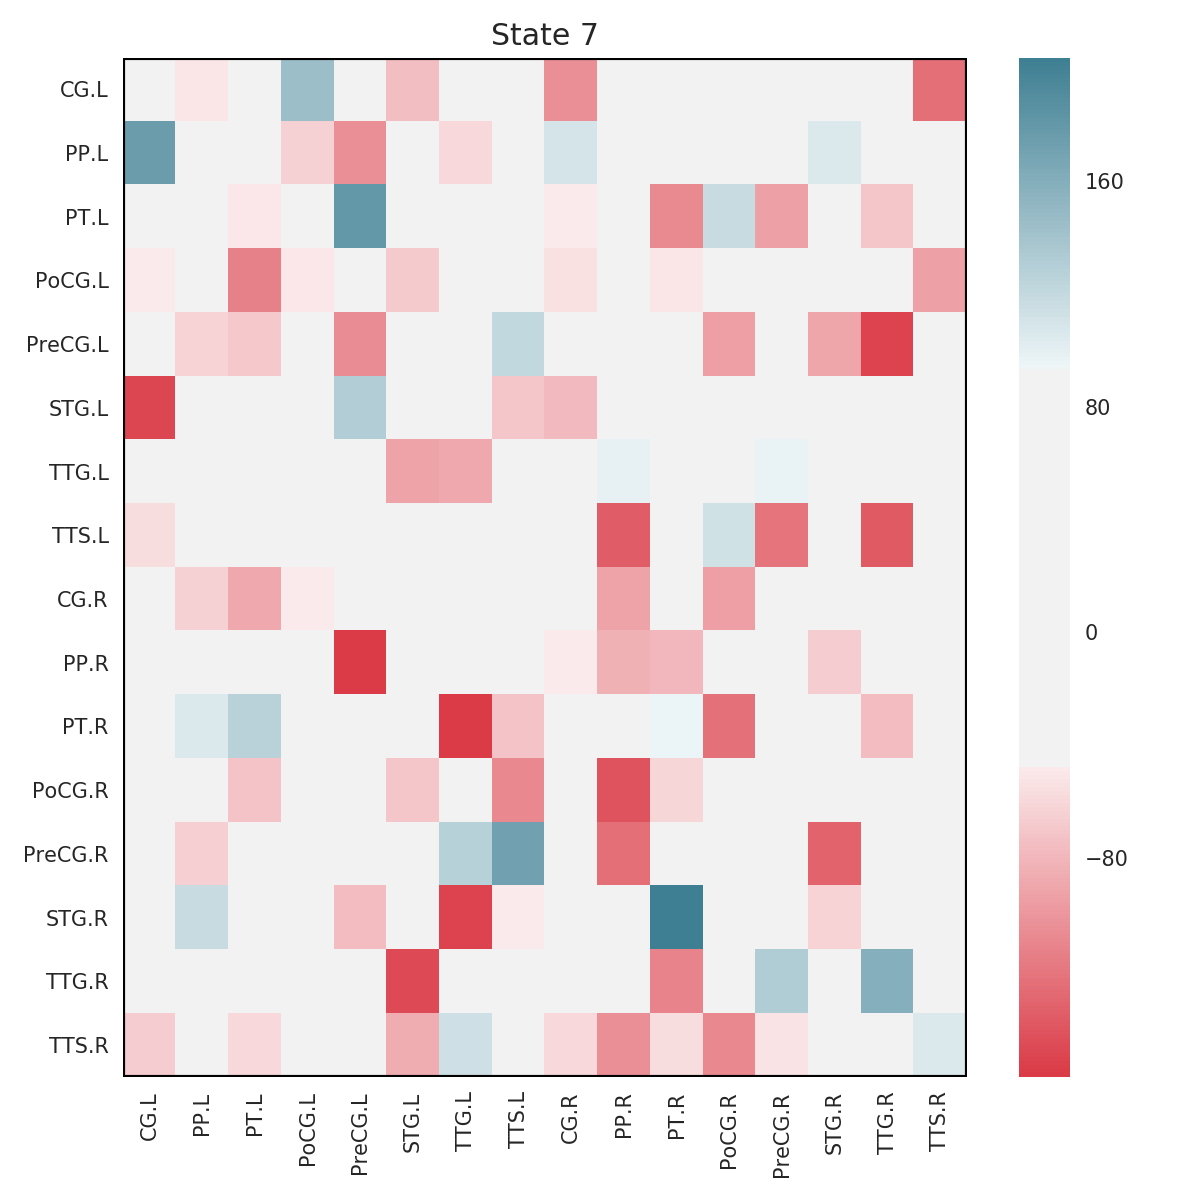 State 7
CG.L
PP.L
PT.L
PoCG.L
PreCG.L
STG.L
TTG.L
TTS.L
CG.R
PP.R
PT.R
PoCG.R
PreCG.R
STG.R
TTG.R
TTS.R
160
80
0
−80
CG.L
PP.L
PT.L
PoCG.L
PreCG.L
STG.L
TTG.L
TTS.L
CG.R
PP.R
PT.R
PoCG.R
PreCG.R
STG.R
TTG.R
TTS.R